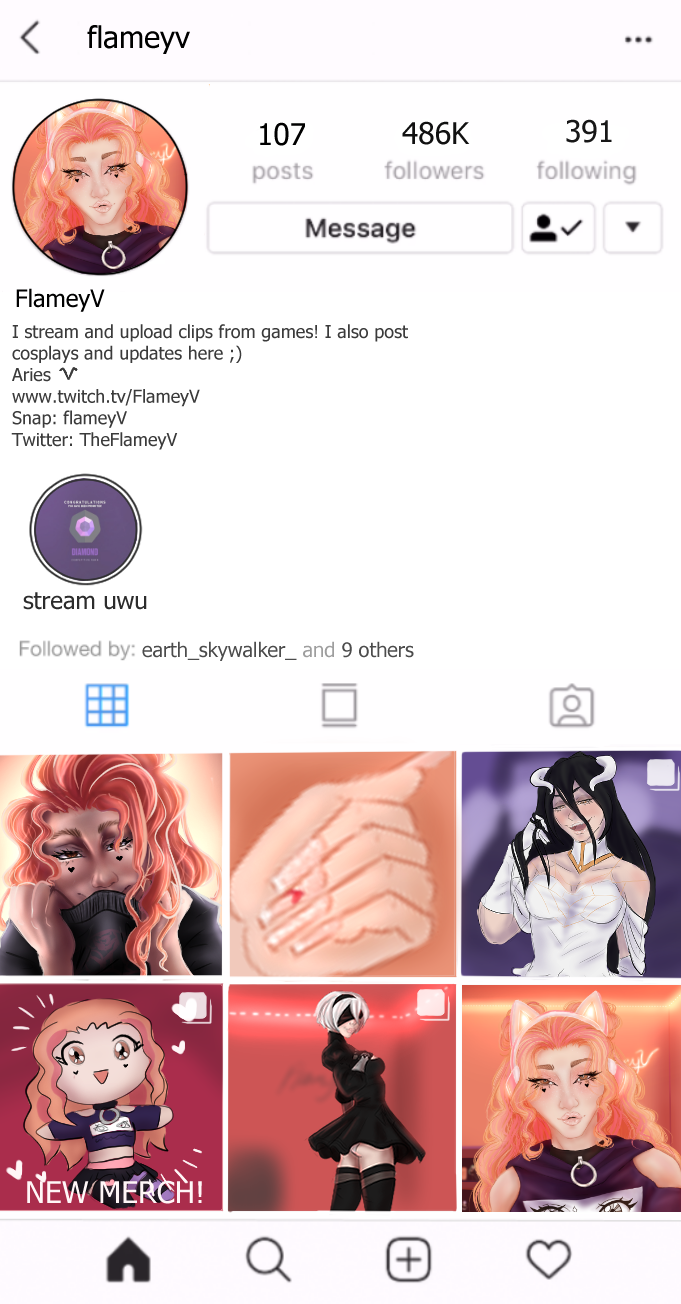 flameyv
107 486K 391
posts followers following
Message
FlameyV
I stream and upload clips from games! I also post
cosplays and updates here ;)
Aries ♈︎
www.twitch.tv/FlameyV
Snap: flameyV
Twitter: TheFlameyV
CONGRATULATIONS
DIAMOND
stream uwu
Followed by: earth_skywalker_ and 9 others
NEW MERCH!